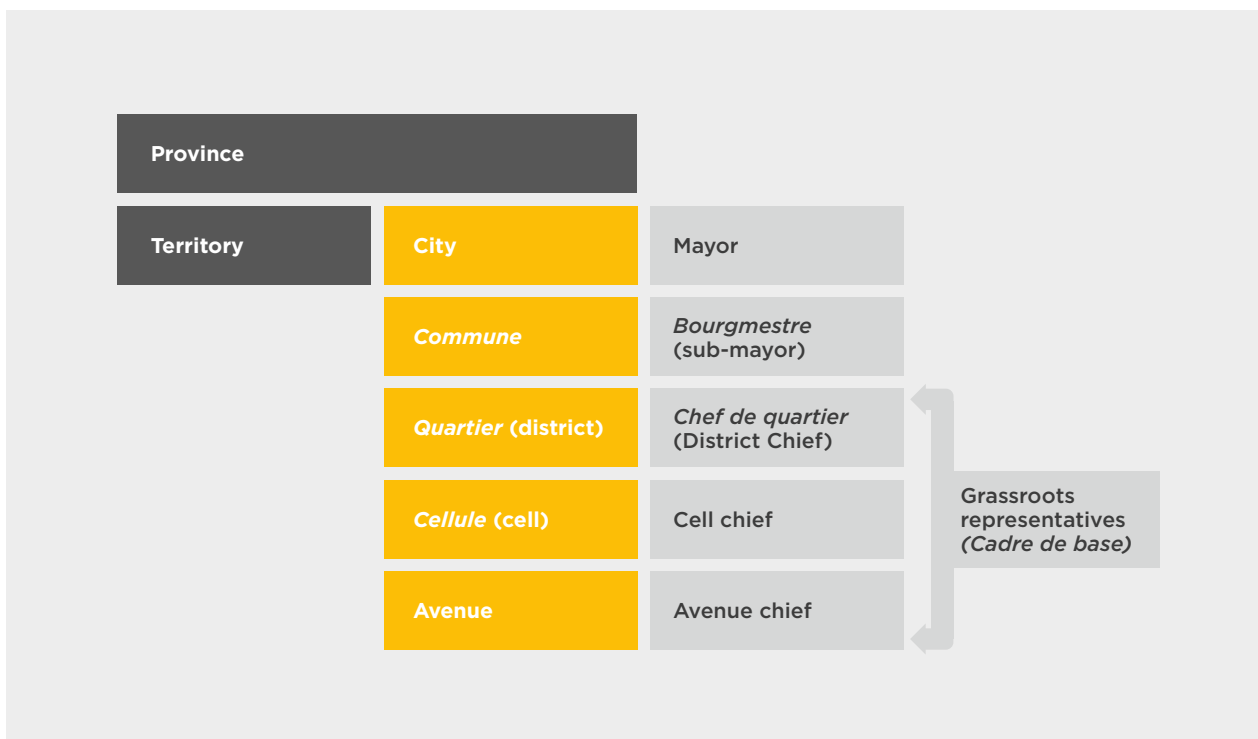 Province
Territory
City
Mayor
Commune
Bourgmestre
(sub-mayor)
Quartier (district)
Chef de quartier
(District Chief)
Cellule (cell)
Cell chief
Grassroots
representatives
(Cadre de base)
Avenue
Avenue chief